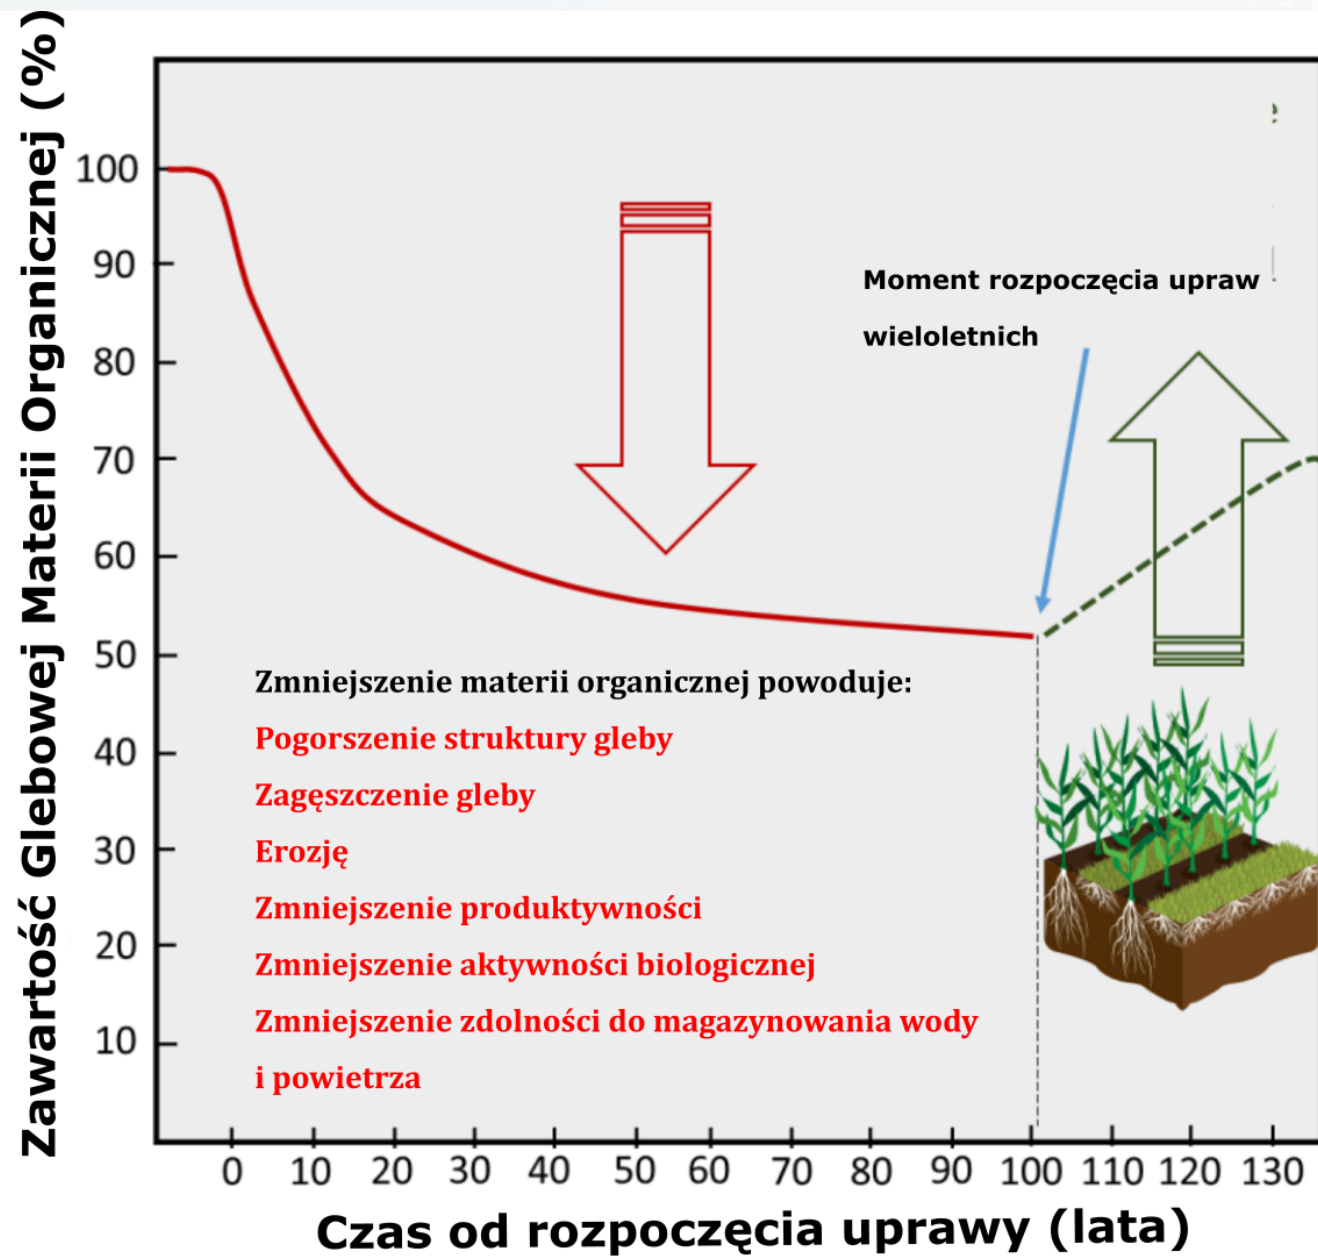 Zawartość Glebowej Materii Organicznej (%)
100
90
80
70
60
50
40
30
20
10
Moment rozpoczęcia upraw
wieloletnich
Zmniejszenie materii organicznej powoduje:
Pogorszenie struktury gleby
Zagęszczenie gleby
Erozję
Zmniejszenie produktywności
Zmniejszenie aktywności biologicznej
Zmniejszenie zdolności do magazynowania wody
i powietrza
0 10 20 30 40 50 60 70 80 90 100 110 120 130
Czas od rozpoczęcia uprawy (lata)